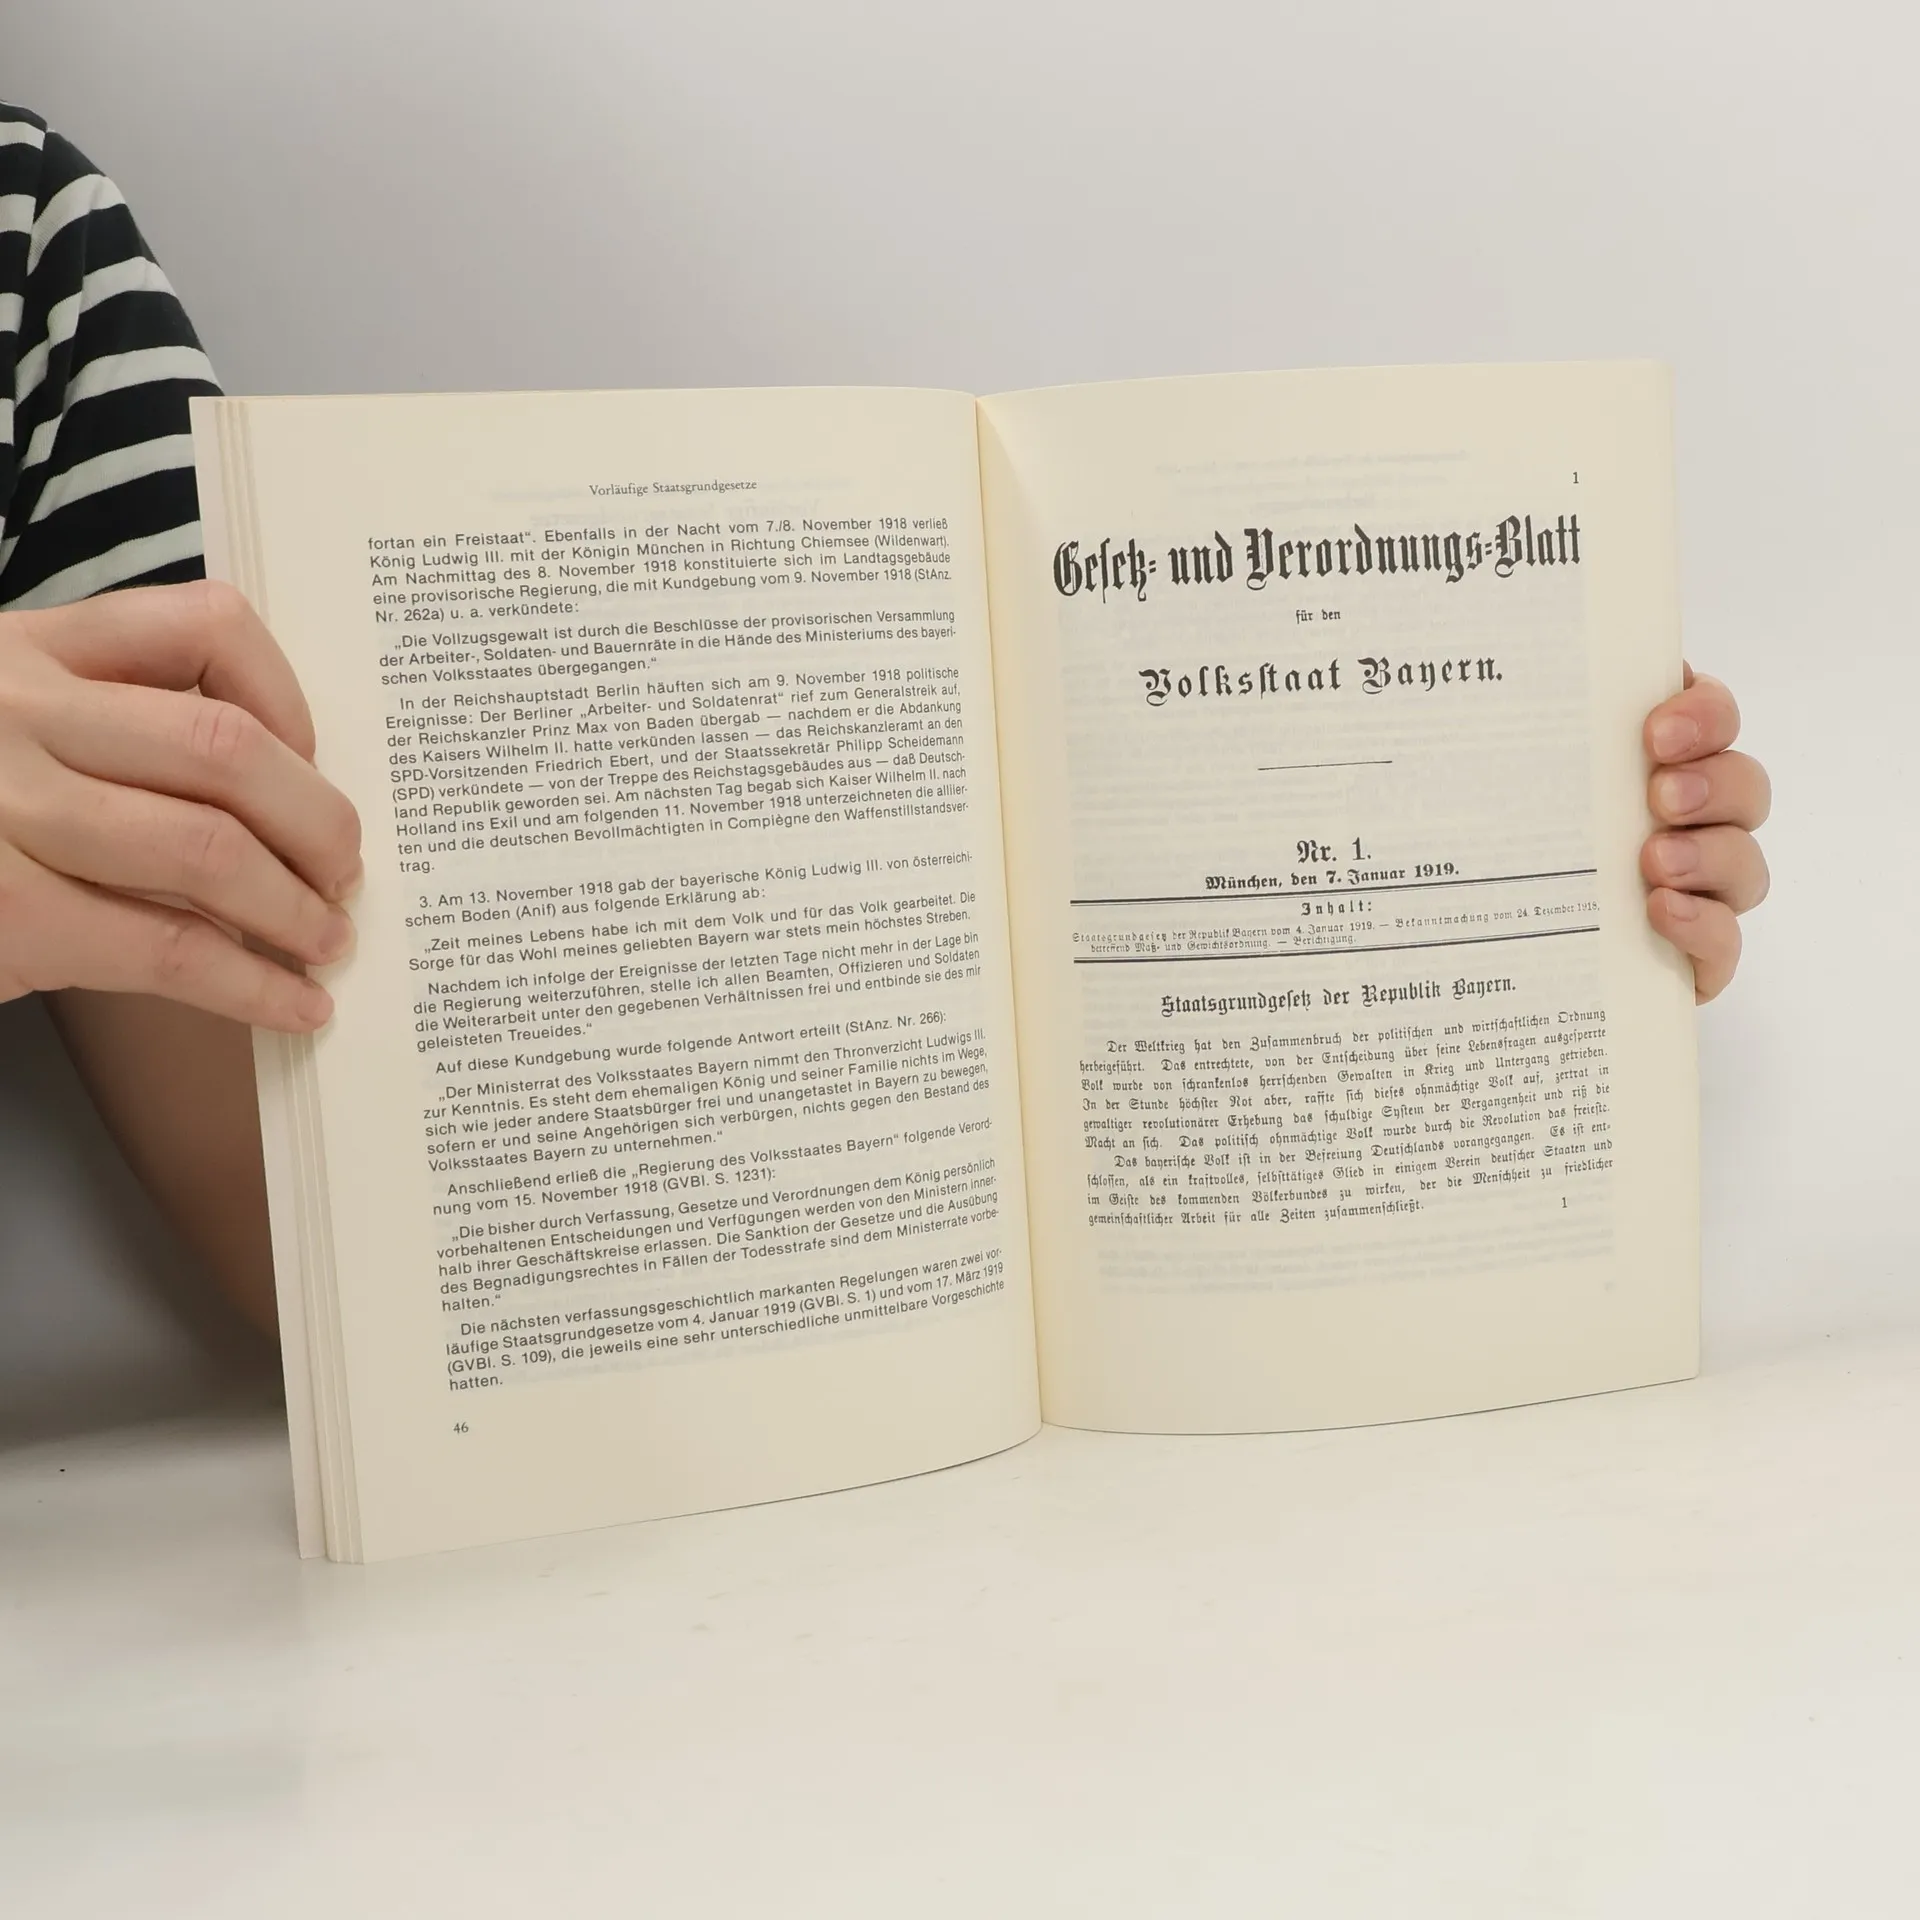 Vorläufige Staatsgrundgesetze
fortan ein Freistaat“. Ebenfalls in der Nacht vom 7./8. November 1918 verließ
König Ludwig III. mit der Königin München in Richtung Chiemsee (Wildenwart).
Am Nachmittag des 8. November 1918 konstituierte sich im Landtagsgebäude
eine provisorische Regierung, die mit Kundgebung vom 9. November 1918 (StAnz.
Nr. 262a) u. a. verkündete:
„Die Vollzugsgewalt ist durch die Beschlüsse der provisorischen Versammlung
der Arbeiter-, Soldaten- und Bauernräte in die Hände des Ministeriums des bayeri-
schen Volksstaates übergegangen.“
In der Reichshauptstadt Berlin häuften sich am 9. November 1918 politische
Ereignisse: Der Berliner „Arbeiter- und Soldatenrat“ rief zum Generalstreik auf,
der Reichskanzler Prinz Max von Baden übergab — nachdem er die Abdankung
des Kaisers Wilhelm II. hatte verkünden lassen — das Reichskanzleramt an den
SPD-Vorsitzenden Friedrich Ebert, und der Staatssekretär Philipp Scheidemann
(SPD) verkündete — von der Treppe des Reichstagsgebäudes aus — daß Deutsch-
land Republik geworden sei. Am nächsten Tag begab sich Kaiser Wilhelm II. nach
Holland ins Exil und am folgenden 11. November 1918 unterzeichneten die alliier-
ten und die deutschen Bevollmächtigten in Compiègne den Waffenstillstandsver-
trag.
3. Am 13. November 1918 gab der bayerische König Ludwig III. von österreichi-
schem Boden (Anif) aus folgende Erklärung ab:
„Zeit meines Lebens habe ich mit dem Volk und für das Volk gearbeitet. Die
Sorge für das Wohl meines geliebten Bayern war stets mein höchstes Streben.
Nachdem ich infolge der Ereignisse der letzten Tage nicht mehr in der Lage bin
die Regierung weiterzuführen, stelle ich allen Beamten, Offizieren und Soldaten
die Weiterarbeit unter den gegebenen Verhältnissen frei und entbinde sie des mir
geleisteten Treueides.“
Auf diese Kundgebung wurde folgende Antwort erteilt (StAnz. Nr. 266):
„Der Ministerrat des Volksstaates Bayern nimmt den Thronverzicht Ludwigs III.
zur Kenntnis. Es steht dem ehemaligen König und seiner Familie nichts im Wege,
sich wie jeder andere Staatsbürger frei und unangetastet in Bayern zu bewegen,
sofern er und seine Angehörigen sich verbürgen, nichts gegen den Bestand des
Volksstaates Bayern zu unternehmen.“
Anschließend erließ die „Regierung des Volksstaates Bayern“ folgende Verord-
nung vom 15. November 1918 (GVBl. S. 1231):
„Die bisher durch Verfassung, Gesetze und Verordnungen dem König persönlich
vorbehaltenen Entscheidungen und Verfügungen werden von den Ministern inner-
halb ihrer Geschäftskreise erlassen. Die Sanktion der Gesetze und die Ausübung
des Begnadigungsrechtes in Fällen der Todesstrafe sind dem Ministerrate vorbe-
halten.“
Die nächsten verfassungsgeschichtlich markanten Regelungen waren zwei vor-
läufige Staatsgrundgesetze vom 4. Januar 1919 (GVBl. S. 1) und vom 17. März 1919
(GVBl. S. 109), die jeweils eine sehr unterschiedliche unmittelbare Vorgeschichte
hatten.
46
1
Geſetz- und Verordnungs-Blatt
für den
Volksſtaat Bayern.
Nr. 1.
München, den 7. Januar 1919.
Inhalt:
Staatsgrundgeſetz der Republik Bayern vom 4. Januar 1919. — Bekanntmachung vom 24. Dezember 1918,
betreffend Maß- und Gewichtsordnung. — Berichtigung.
Staatsgrundgeſetz der Republik Bayern.
Der Weltkrieg hat den Zuſammenbruch der politiſchen und wirtſchaftlichen Ordnung
herbeigeführt. Das entrechtete, von der Entſcheidung über ſeine Lebensfragen ausgeſperrte
Volk wurde von ſchrankenlos herrſchenden Gewalten in Krieg und Untergang getrieben.
In der Stunde höchſter Not aber, raffte ſich dieſes ohnmächtige Volk auf, zertrat in
gewaltiger revolutionärer Erhebung das ſchuldige Syſtem der Vergangenheit und riß die
Macht an ſich. Das politiſch ohnmächtige Volk wurde durch die Revolution das freieſte.
Das bayeriſche Volk iſt in der Befreiung Deutſchlands vorangegangen. Es iſt ent-
ſchloſſen, als ein kraftvolles, ſelbſttätiges Glied in einigem Verein deutſcher Staaten und
im Geiſte des kommenden Völkerbundes zu wirken, der die Menſchheit zu friedlicher
gemeinſchaftlicher Arbeit für alle Zeiten zuſammenſchließt.
1